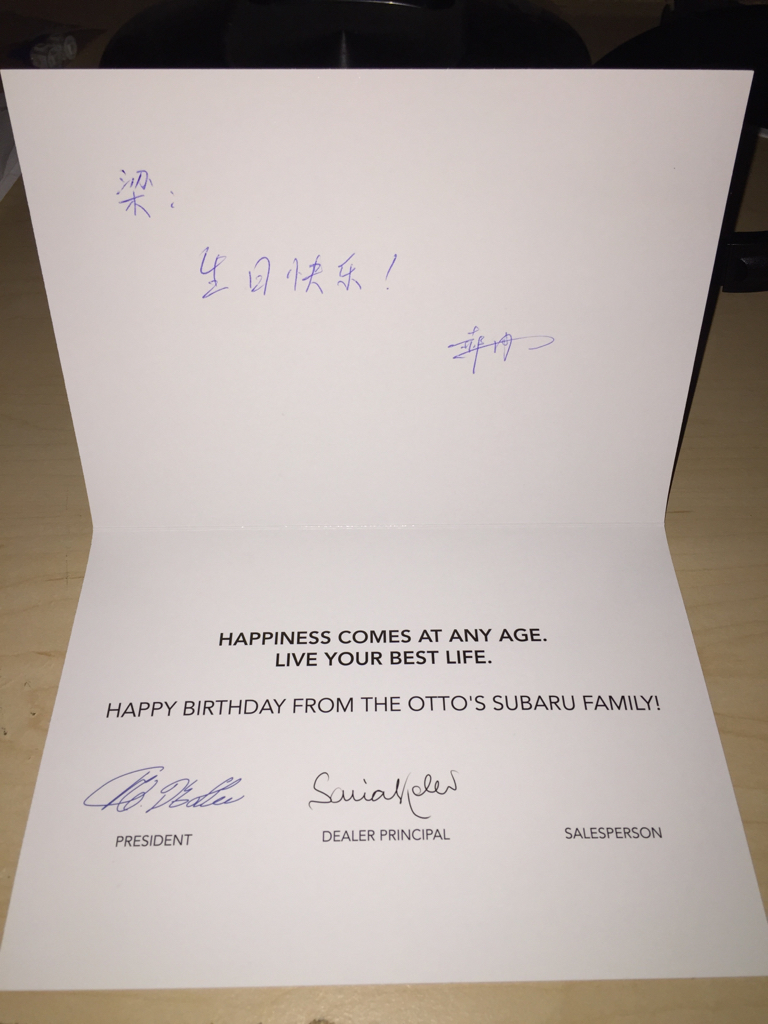 梁：
生日快乐！
HAPPINESS COMES AT ANY AGE.
LIVE YOUR BEST LIFE.
HAPPY BIRTHDAY FROM THE OTTO'S SUBARU FAMILY!
PRESIDENT DEALER PRINCIPAL SALESPERSON